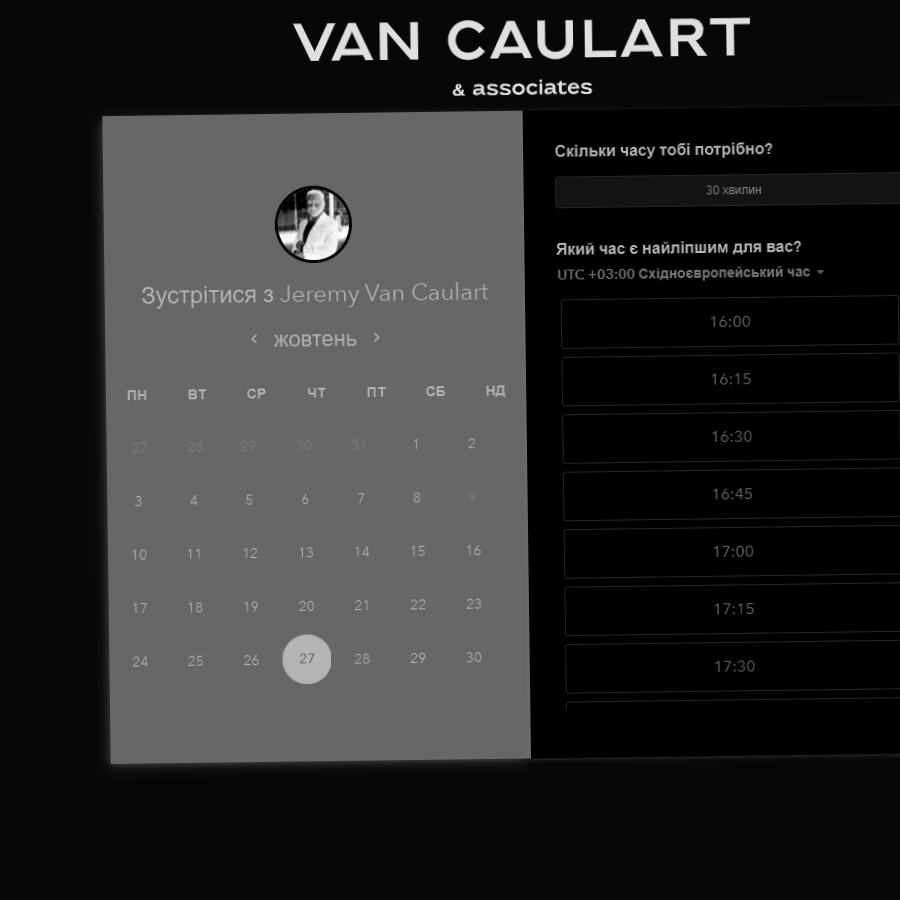 VAN CAULART
& associates
Зустрітися з Jeremy Van Caulart
жовтень
ПН ВТ СР ЧТ ПТ СБ НД
27 28 29 30 31 1 2
3 4 5 6 7 8 9
10 11 12 13 14 15 16
17 18 19 20 21 22 23
24 25 26 27 28 29 30
Скільки часу тобі потрібно?
30 хвилин
Який час є найліпшим для вас?
UTC +03:00 Східноєвропейський час
16:00
16:15
16:30
16:45
17:00
17:15
17:30